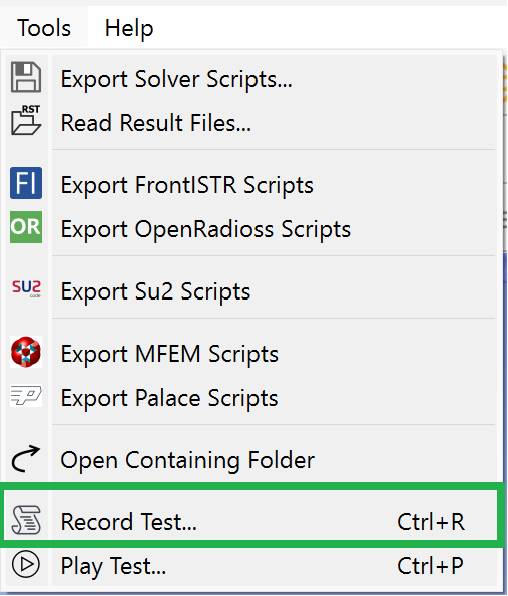 Tools Help
Export Solver Scripts...
RST
Read Result Files...
FI Export FrontISTR Scripts
OR Export OpenRadioss Scripts
SU2 code Export Su2 Scripts
Export MFEM Scripts
Export Palace Scripts
Open Containing Folder
Record Test... Ctrl+R
Play Test... Ctrl+P